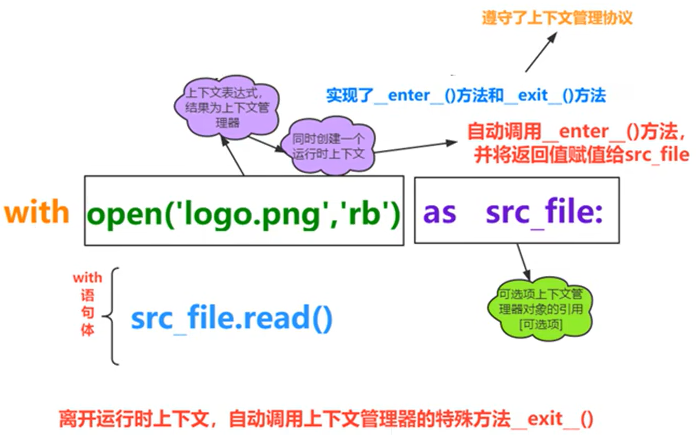 遵守了上下文管理协议
上下文表达式，
结果为上下文管
理器
实现了__enter__()方法和__exit__()方法
同时创建一个
运行时上下文
自动调用__enter__()方法，
并将返回值赋值给src_file
with open('logo.png','rb') as src_file:
with
语
句
体
src_file.read()
可选项上下文管
理器对象的引用
[可选项]
离开运行时上下文，自动调用上下文管理器的特殊方法__exit__()